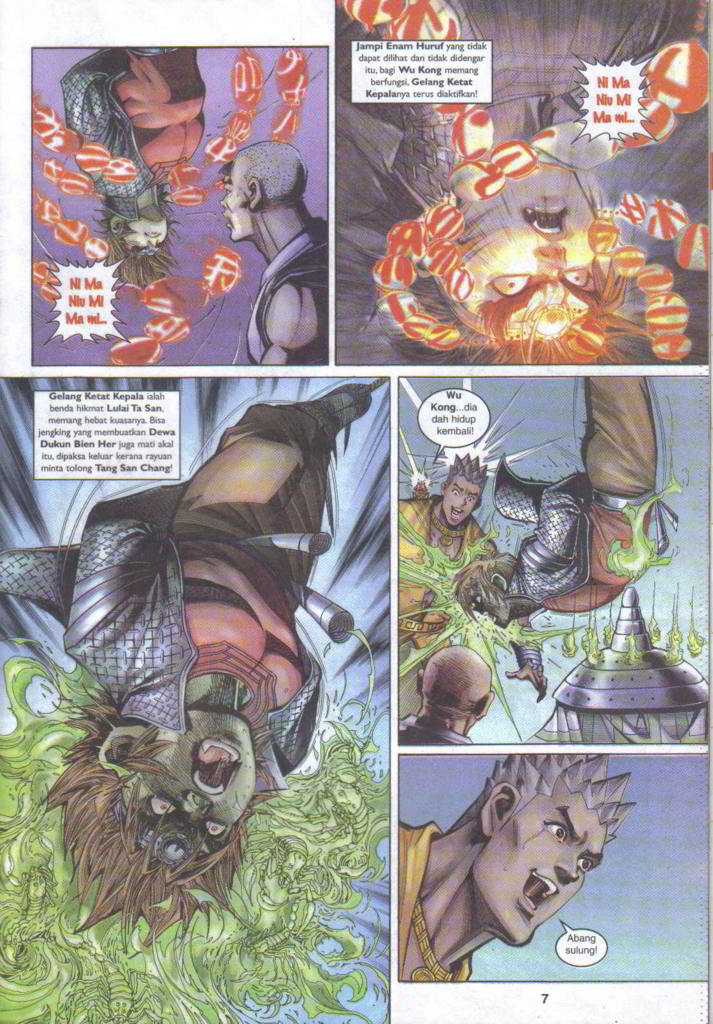 Ni Ma
Niu Mi
Ma mi...
Jampi Enam Huruf yang tidak
dapat dilihat dan tidak didengar
itu, bagi Wu Kong memang
berfungsi, Gelang Ketat
Kepalanya terus diaktifkan!
Ni Ma
Niu Mi
Ma mi...
Gelang Ketat Kepala ialah
benda hikmat Lulai Ta San,
memang hebat kuasanya. Bisa
jengking yang membuatkan Dewa
Dukun Bien Her juga mati akal
itu, dipaksa keluar kerana rayuan
minta tolong Tang San Chang!
Wu
Kong...dia
dah hidup
kembali!
Abang
sulung!
7